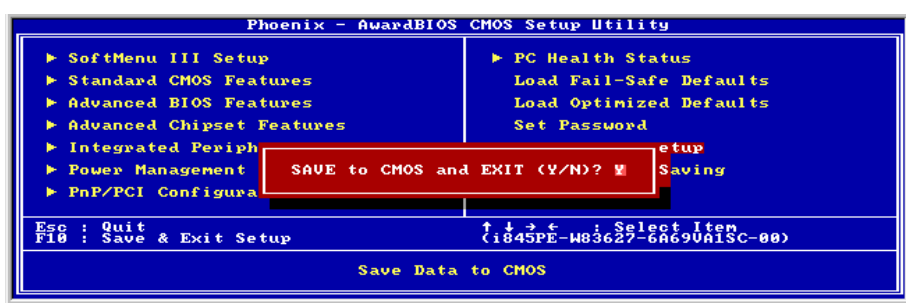 Phoenix - AwardBIOS CMOS Setup Utility
SoftMenu III Setup
Standard CMOS Features
Advanced BIOS Features
Advanced Chipset Features
Integrated Periph
Power Management
PnP/PCI Configura
PC Health Status
Load Fail-Safe Defaults
Load Optimized Defaults
Set Password
etup
Saving
SAVE to CMOS and EXIT (Y/N)? Y
Esc : Quit
F10 : Save & Exit Setup
↑ ↓ → ← : Select Item
(i845PE-W83627-6A69VA1SC-00)
Save Data to CMOS